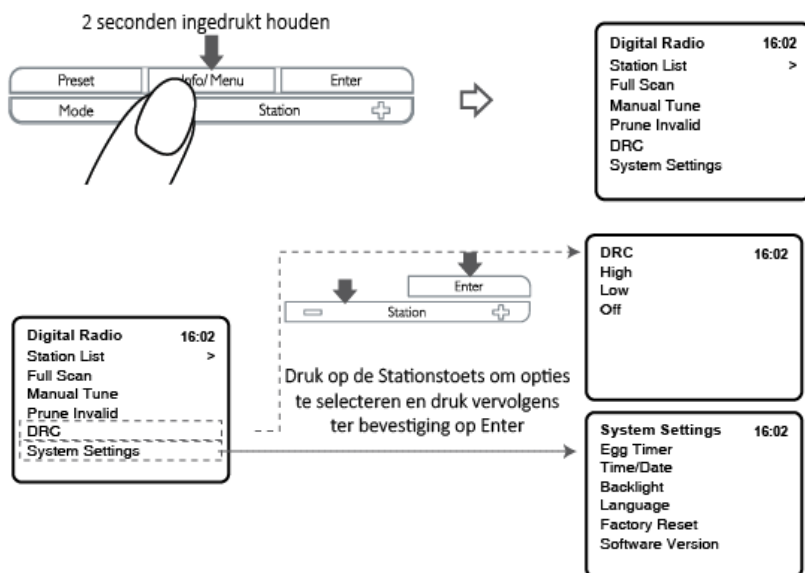 2 seconden ingedrukt houden
Preset Info/Menu Enter
Mode Station
Digital Radio 16:02
Station List >
Full Scan
Manual Tune
Prune Invalid
DRC
System Settings
Enter
Station
Druk op de Stationstoets om opties
te selecteren en druk vervolgens
ter bevestiging op Enter
Digital Radio 16:02
Station List >
Full Scan
Manual Tune
Prune Invalid
DRC
System Settings
DRC 16:02
High
Low
Off
System Settings 16:02
Egg Timer
Time/Date
Backlight
Language
Factory Reset
Software Version